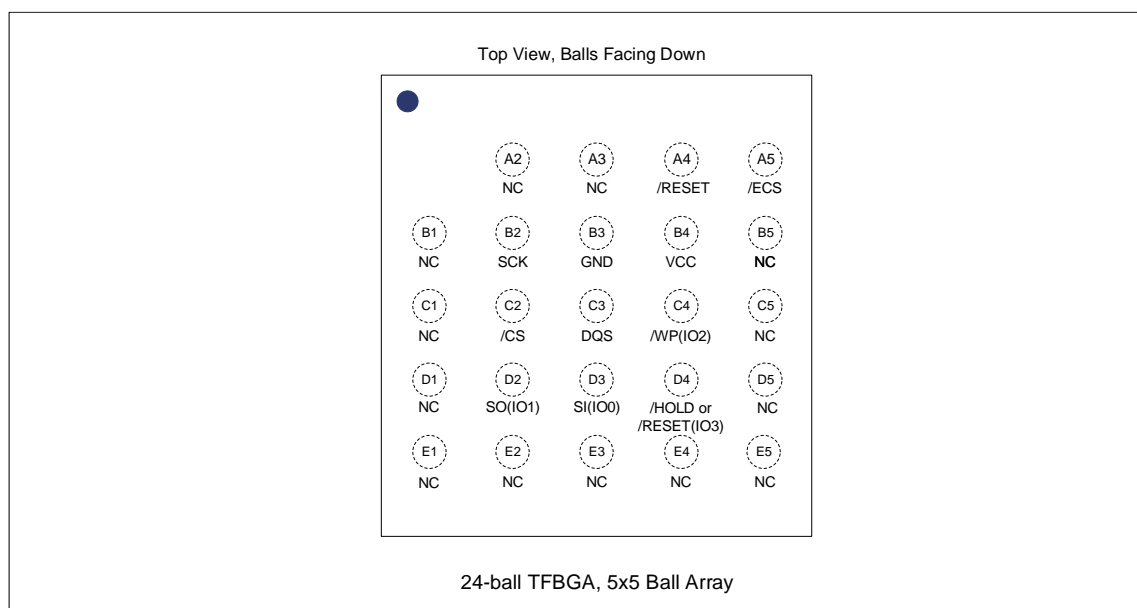 Top View, Balls Facing Down
A2 A3 A4 A5
NC NC /RESET /ECS
B1 B2 B3 B4 B5
NC SCK GND VCC NC
C1 C2 C3 C4 C5
NC /CS DQS /WP(IO2) NC
D1 D2 D3 D4 D5
NC SO(IO1) SI(IO0) /HOLD or NC
/RESET(IO3)
E1 E2 E3 E4 E5
NC NC NC NC NC
24-ball TFBGA, 5x5 Ball Array